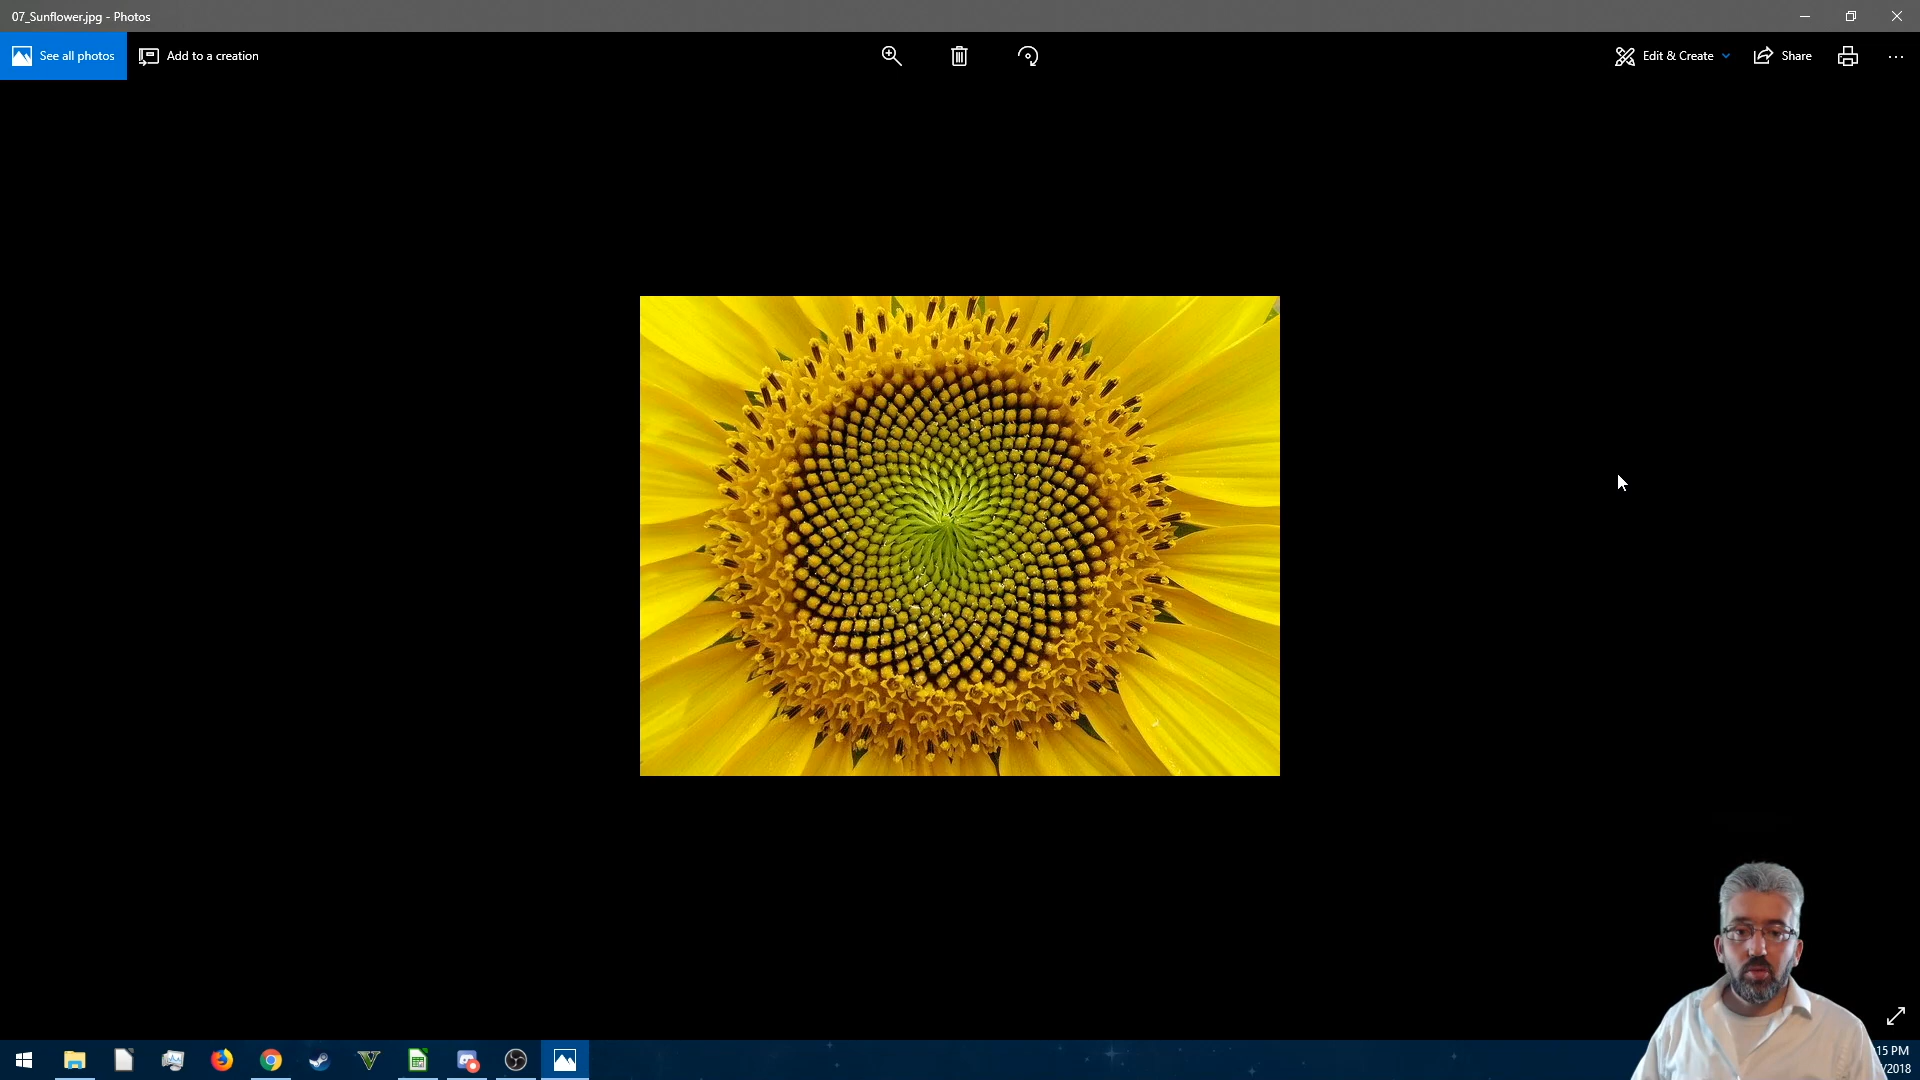 07_Sunflower.jpg - Photos
See all photos
Add to a creation
Edit & Create
Share
15 PM
/2018